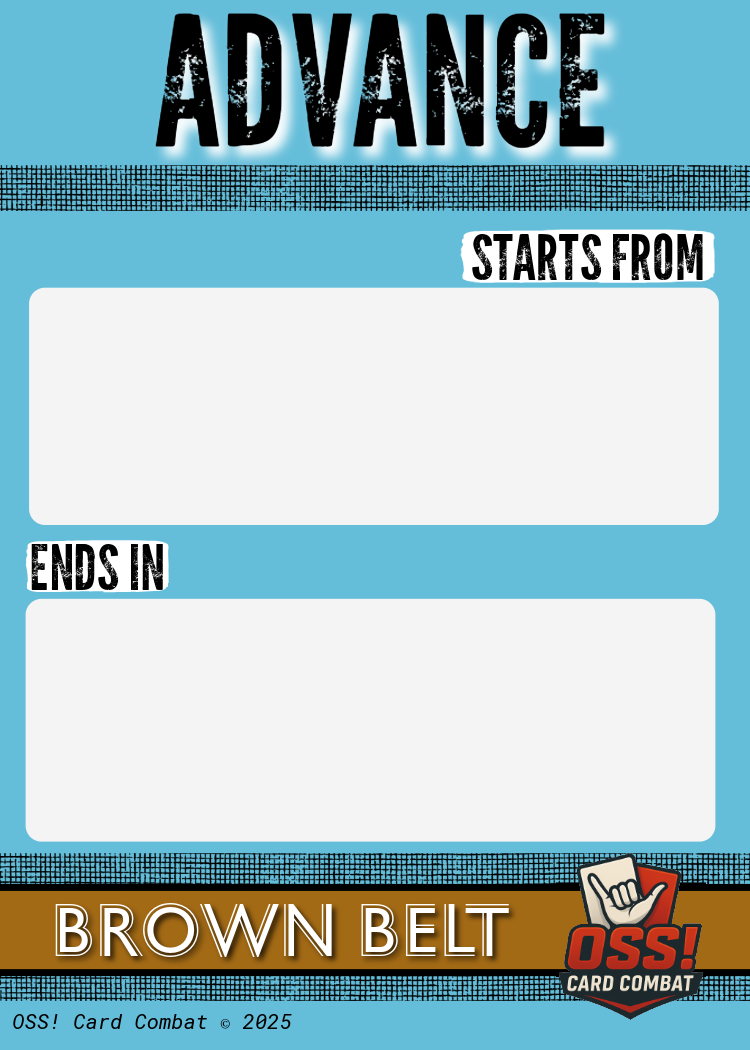 ADVANCE
STARTS FROM
ENDS IN
BROWN BELT
OSS!
CARD COMBAT
OSS! Card Combat © 2025